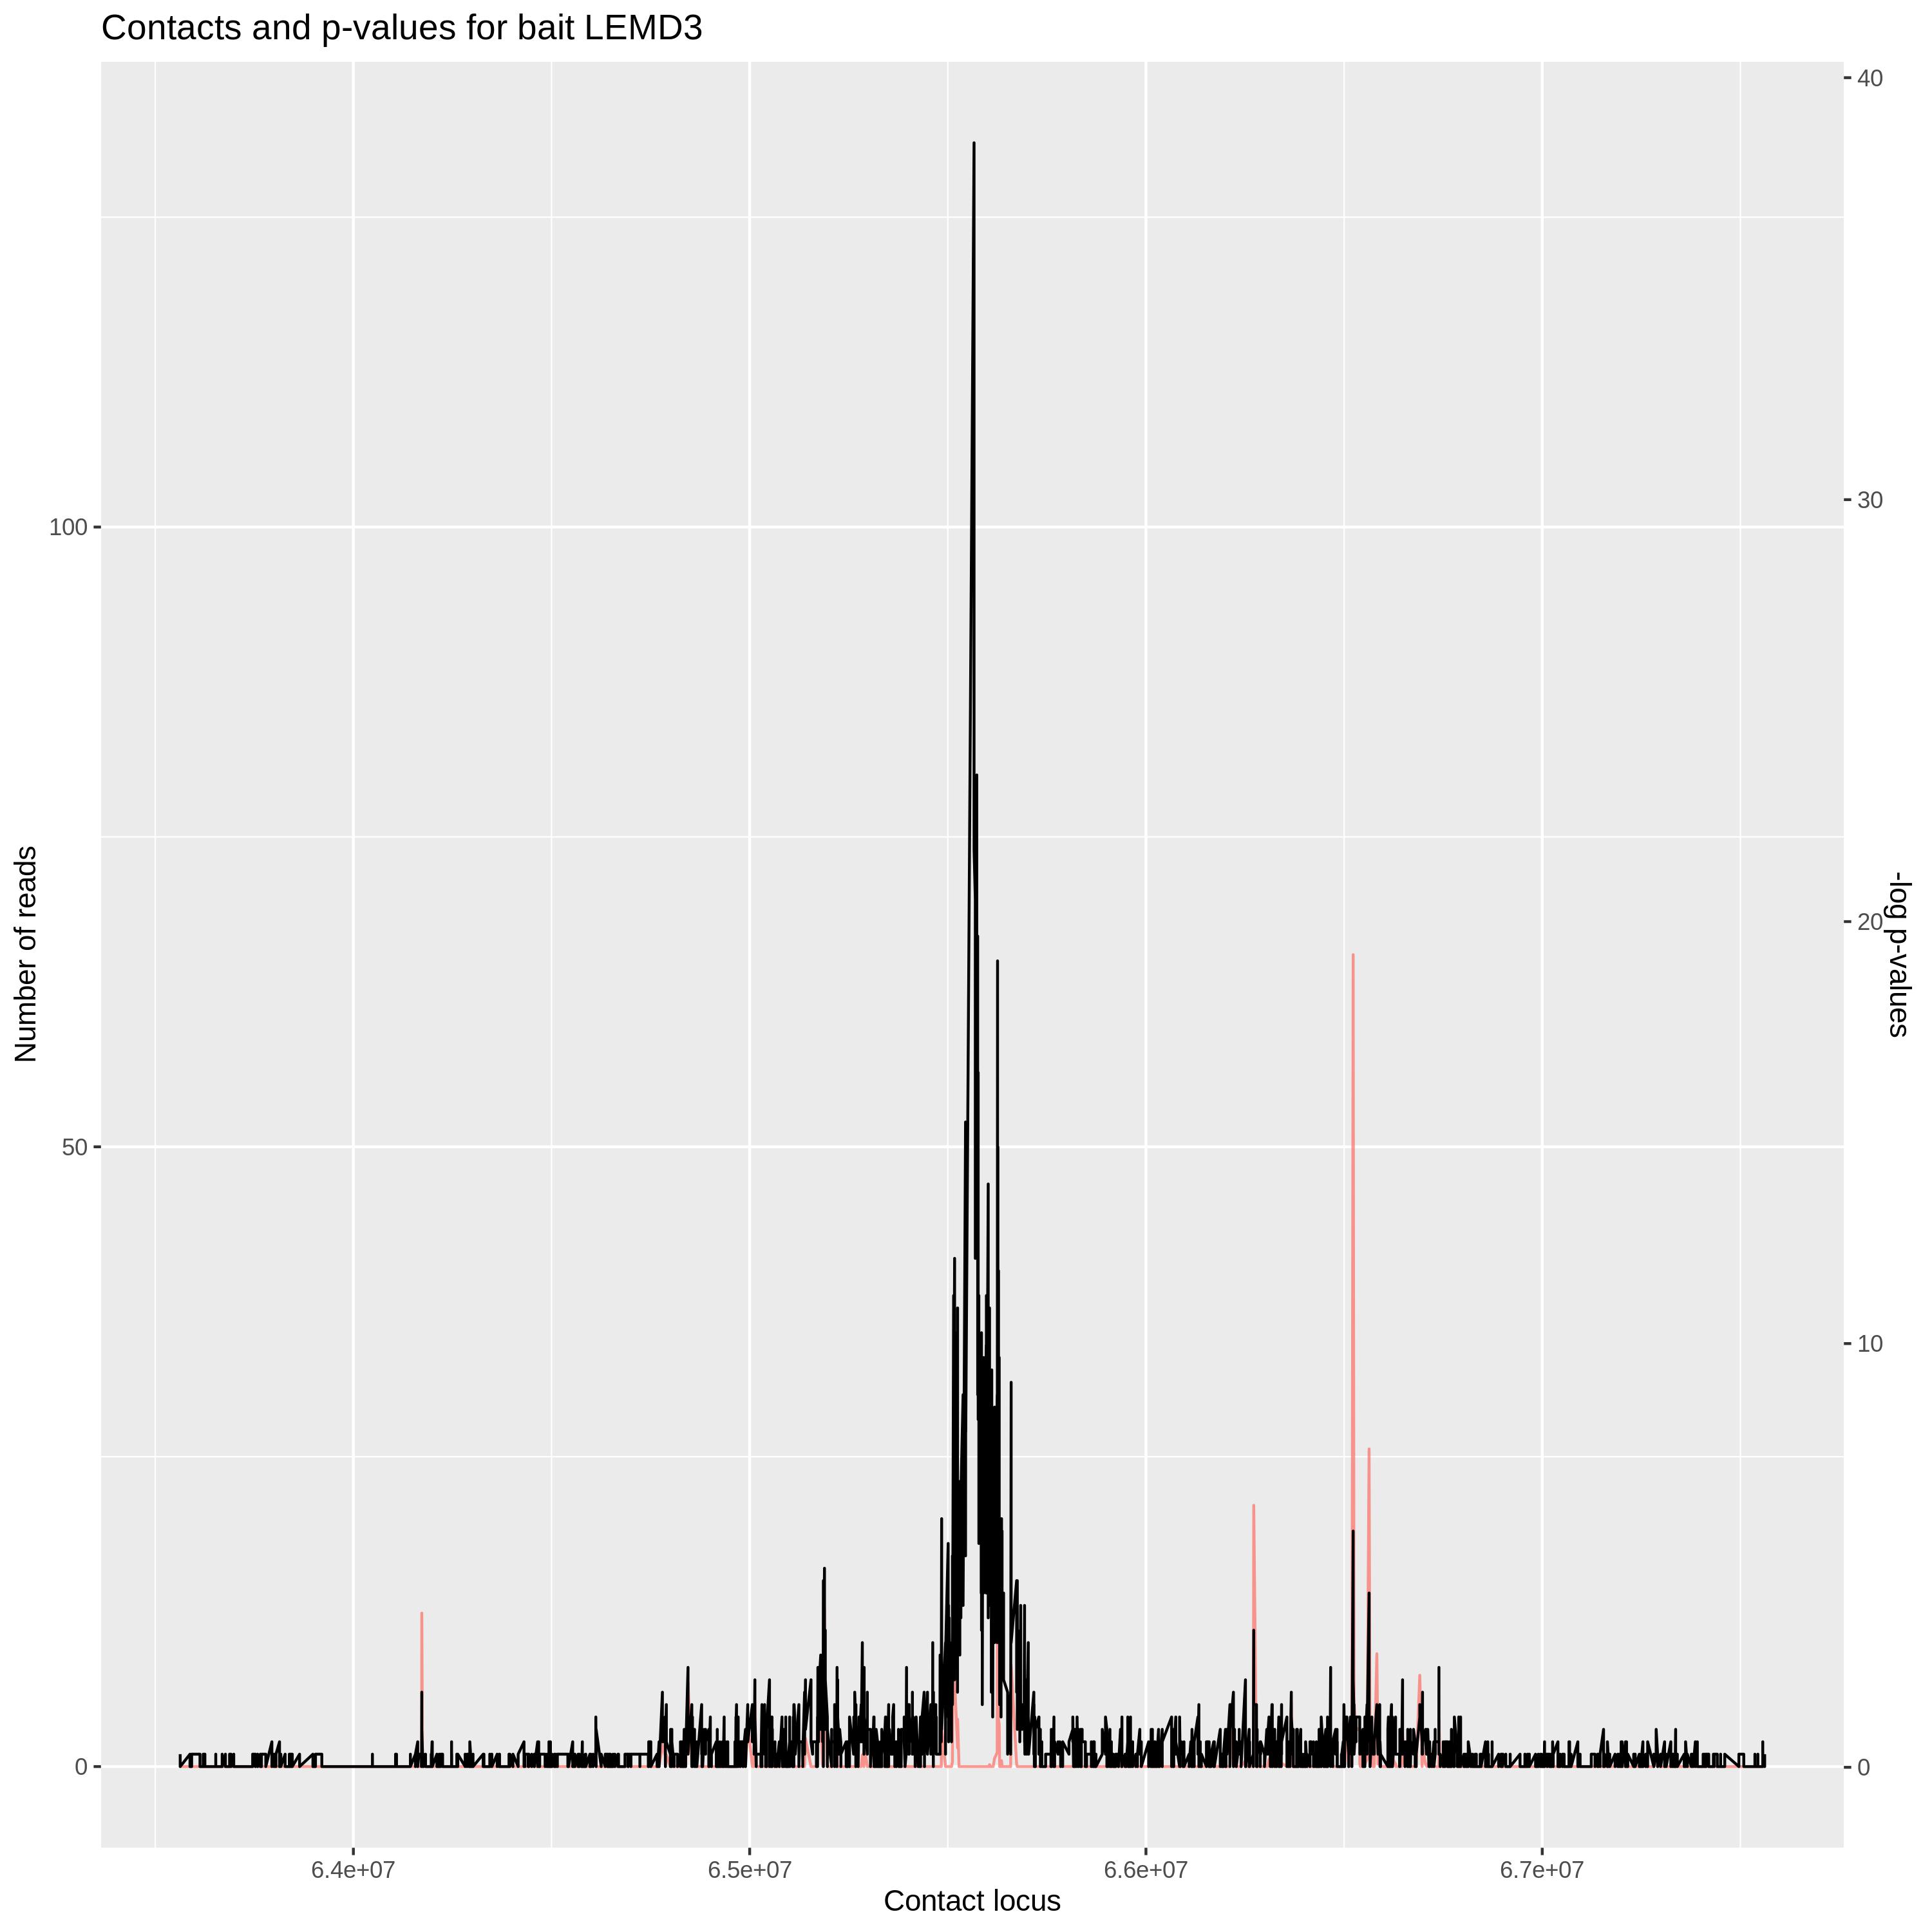 Contacts and p-values for bait LEMD3
Number of reads
100
50
0
40
30
20
10
0
-log p-values
6.4e+07 6.5e+07 6.6e+07 6.7e+07
Contact locus